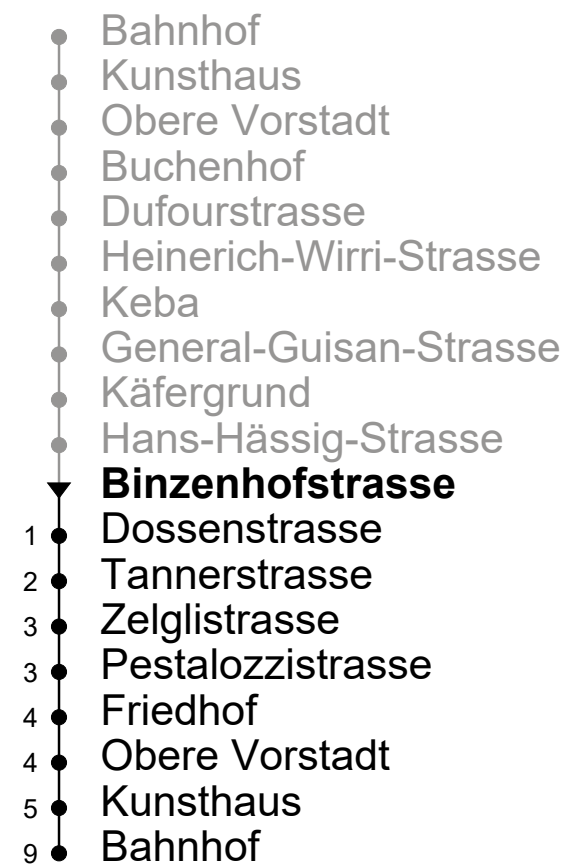 Bahnhof
Kunsthaus
Obere Vorstadt
Buchenhof
Dufourstrasse
Heinerich-Wirri-Strasse
Keba
General-Guisan-Strasse
Käfergrund
Hans-Hässig-Strasse
Binzenhofstrasse
1 Dossenstrasse
2 Tannerstrasse
3 Zelglistrasse
3 Pestalozzistrasse
4 Friedhof
4 Obere Vorstadt
5 Kunsthaus
9 Bahnhof